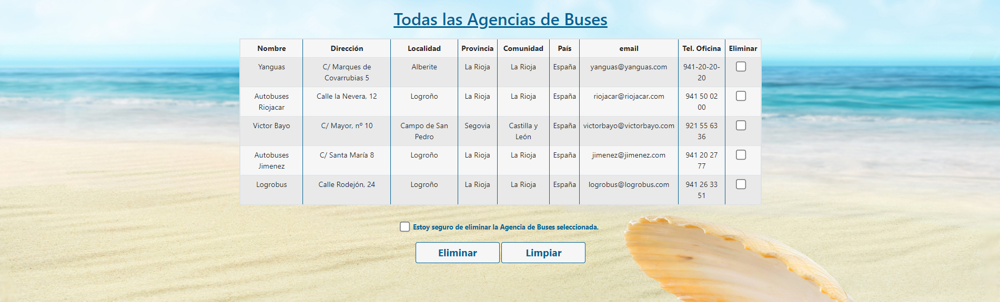 Todas las Agencias de Buses
Nombre Dirección Localidad Provincia Comunidad País email Tel. Oficina Eliminar
Yanguas C/ Marques de Covarrubias 5 Alberite La Rioja La Rioja España yanguas@yanguas.com 941-20-20-20
Autobuses Riojacar Calle la Nevera, 12 Logroño La Rioja La Rioja España riojacar@riojacar.com 941 50 02 00
Victor Bayo C/ Mayor, nº 10 Campo de San Pedro Segovia Castilla y León España victorbayo@victorbayo.com 921 55 63 36
Autobuses Jimenez C/ Santa María 8 Logroño La Rioja La Rioja España jimenez@jimenez.com 941 20 27 77
Logrobus Calle Rodejón, 24 Logroño La Rioja La Rioja España logrobus@logrobus.com 941 26 33 51
Estoy seguro de eliminar la Agencia de Buses seleccionada.
Eliminar Limpiar